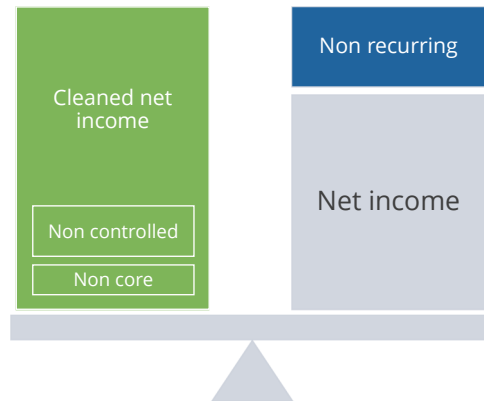 Cleaned net
income
Non controlled
Non core
Non recurring
Net income